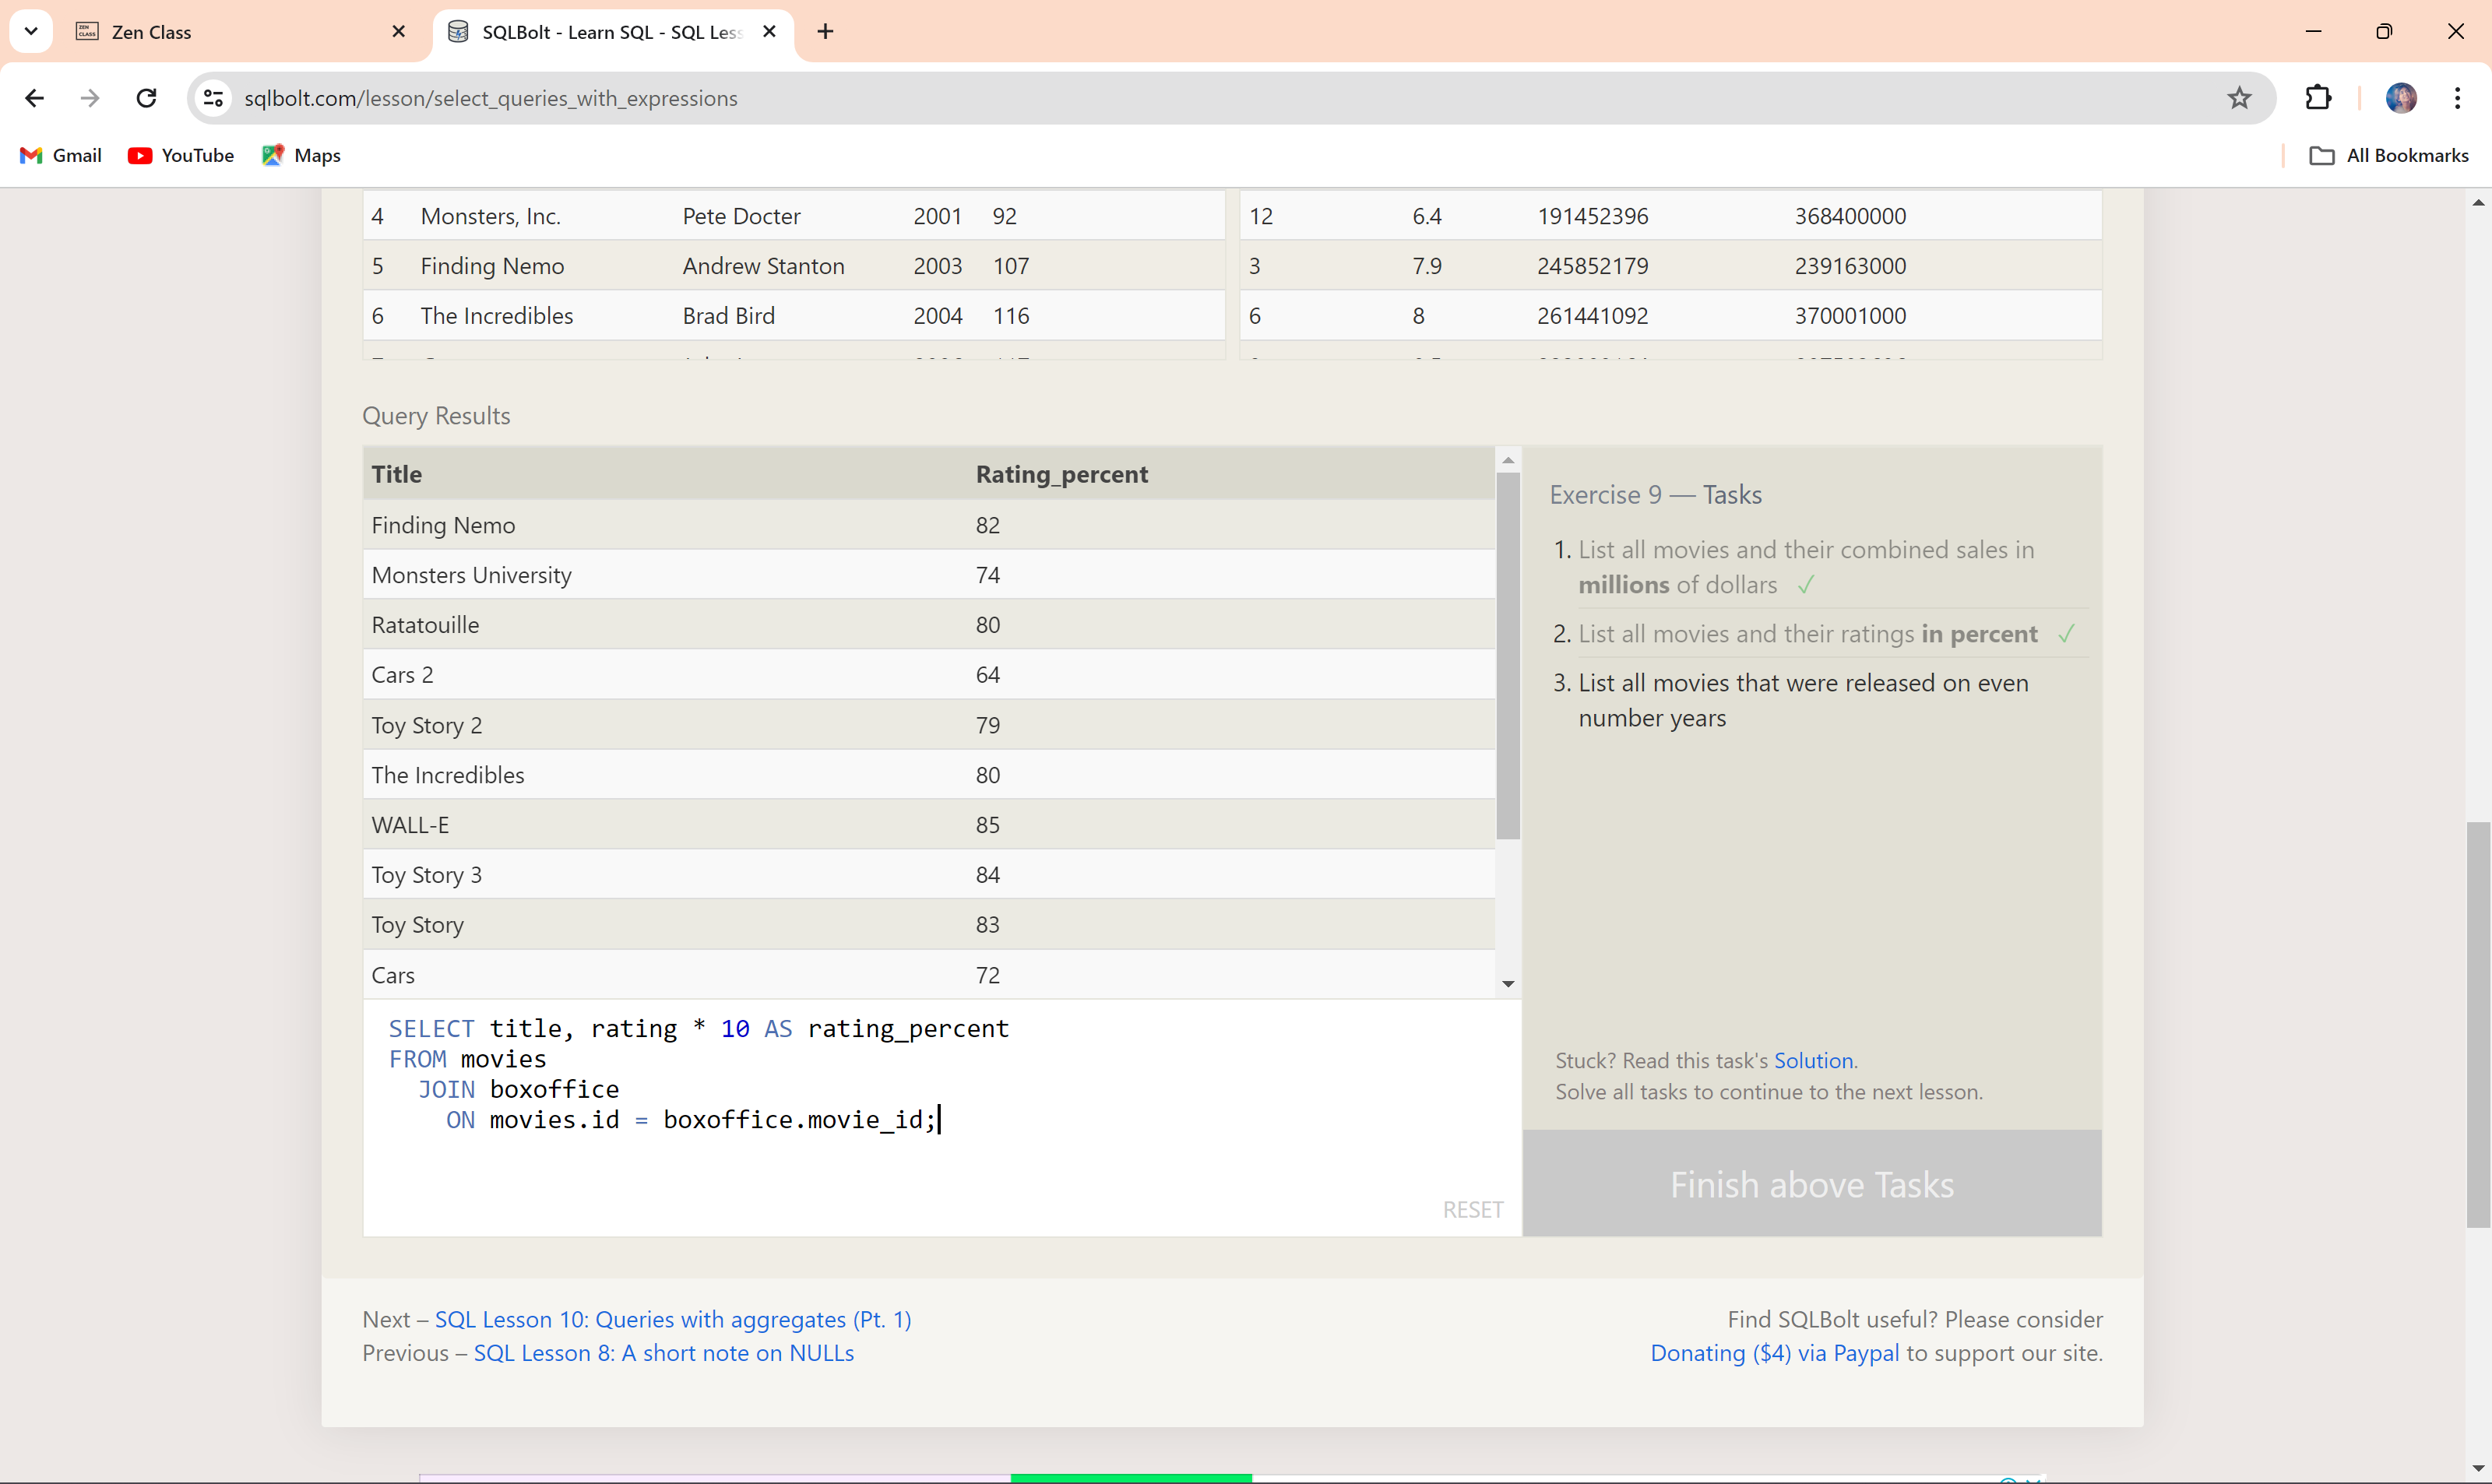 Zen Class
SQLBolt - Learn SQL - SQL Les
sqlbolt.com/lesson/select_queries_with_expressions
Gmail YouTube Maps All Bookmarks
4 Monsters, Inc. Pete Docter 2001 92
5 Finding Nemo Andrew Stanton 2003 107
6 The Incredibles Brad Bird 2004 116
12 6.4 191452396 368400000
3 7.9 245852179 239163000
6 8 261441092 370001000
Query Results
Title Rating_percent
Finding Nemo 82
Monsters University 74
Ratatouille 80
Cars 2 64
Toy Story 2 79
The Incredibles 80
WALL-E 85
Toy Story 3 84
Toy Story 83
Cars 72
SELECT title, rating * 10 AS rating_percent
FROM movies
JOIN boxoffice
ON movies.id = boxoffice.movie_id;
RESET
Exercise 9 — Tasks
1. List all movies and their combined sales in
millions of dollars ✓
2. List all movies and their ratings in percent ✓
3. List all movies that were released on even
number years
Stuck? Read this task's Solution.
Solve all tasks to continue to the next lesson.
Finish above Tasks
Next – SQL Lesson 10: Queries with aggregates (Pt. 1)
Previous – SQL Lesson 8: A short note on NULLs
Find SQLBolt useful? Please consider
Donating ($4) via Paypal to support our site.